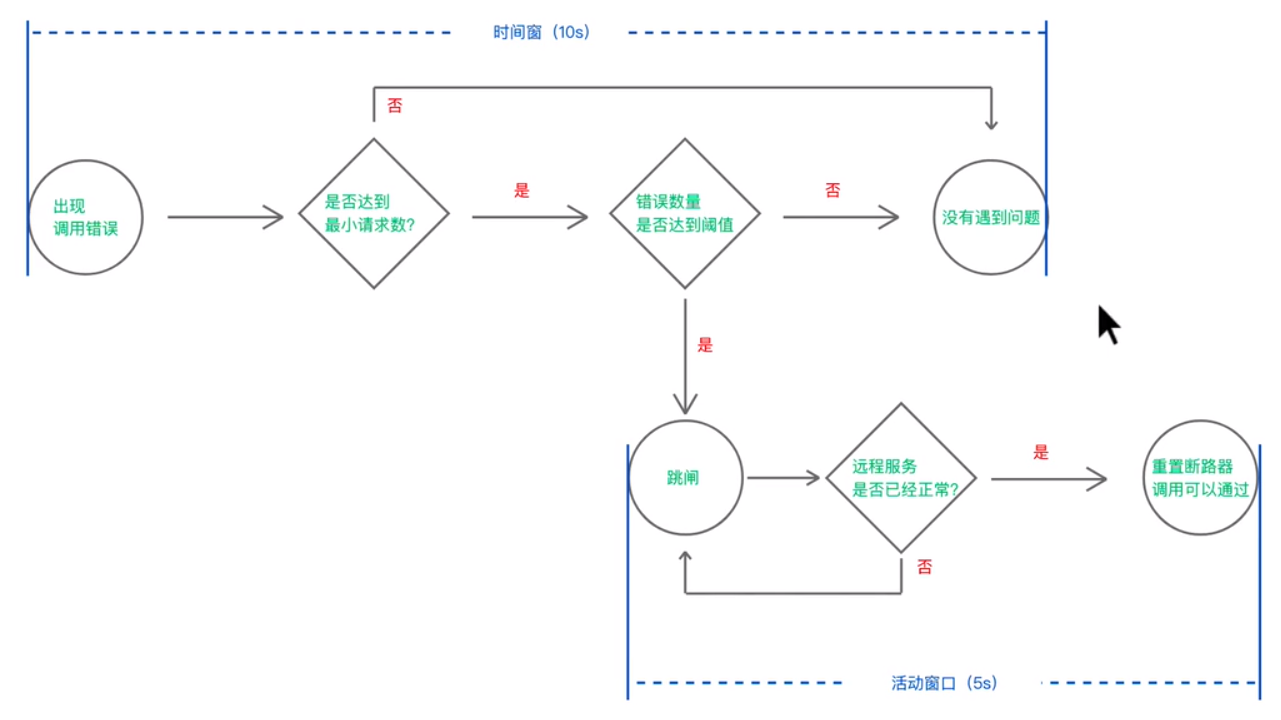 时间窗（10s）
否
出现
调用错误
是否达到
最小请求数?
是
错误数量
是否达到阈值
否
没有遇到问题
是
跳闸
远程服务
是否已经正常?
是
重置断路器
调用可以通过
否
活动窗口（5s）